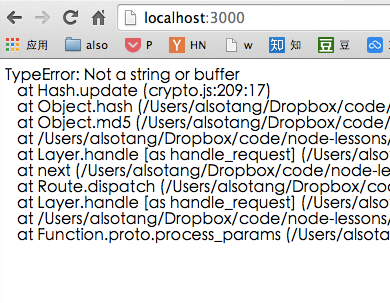 localhost:3000
应用 also P HN w 知 知 豆
TypeError: Not a string or buffer
at Hash.update (crypto.js:209:17)
at Object.hash (/Users/alsotang/Dropbox/code/
at Object.md5 (/Users/alsotang/Dropbox/code/
at /Users/alsotang/Dropbox/code/node-lessons/
at Layer.handle [as handle_request] (/Users/also
at next (/Users/alsotang/Dropbox/code/node-le
at Route.dispatch (/Users/alsotang/Dropbox/cod
at Layer.handle [as handle_request] (/Users/also
at /Users/alsotang/Dropbox/code/node-lessons/
at Function.proto.process_params (/Users/alsota